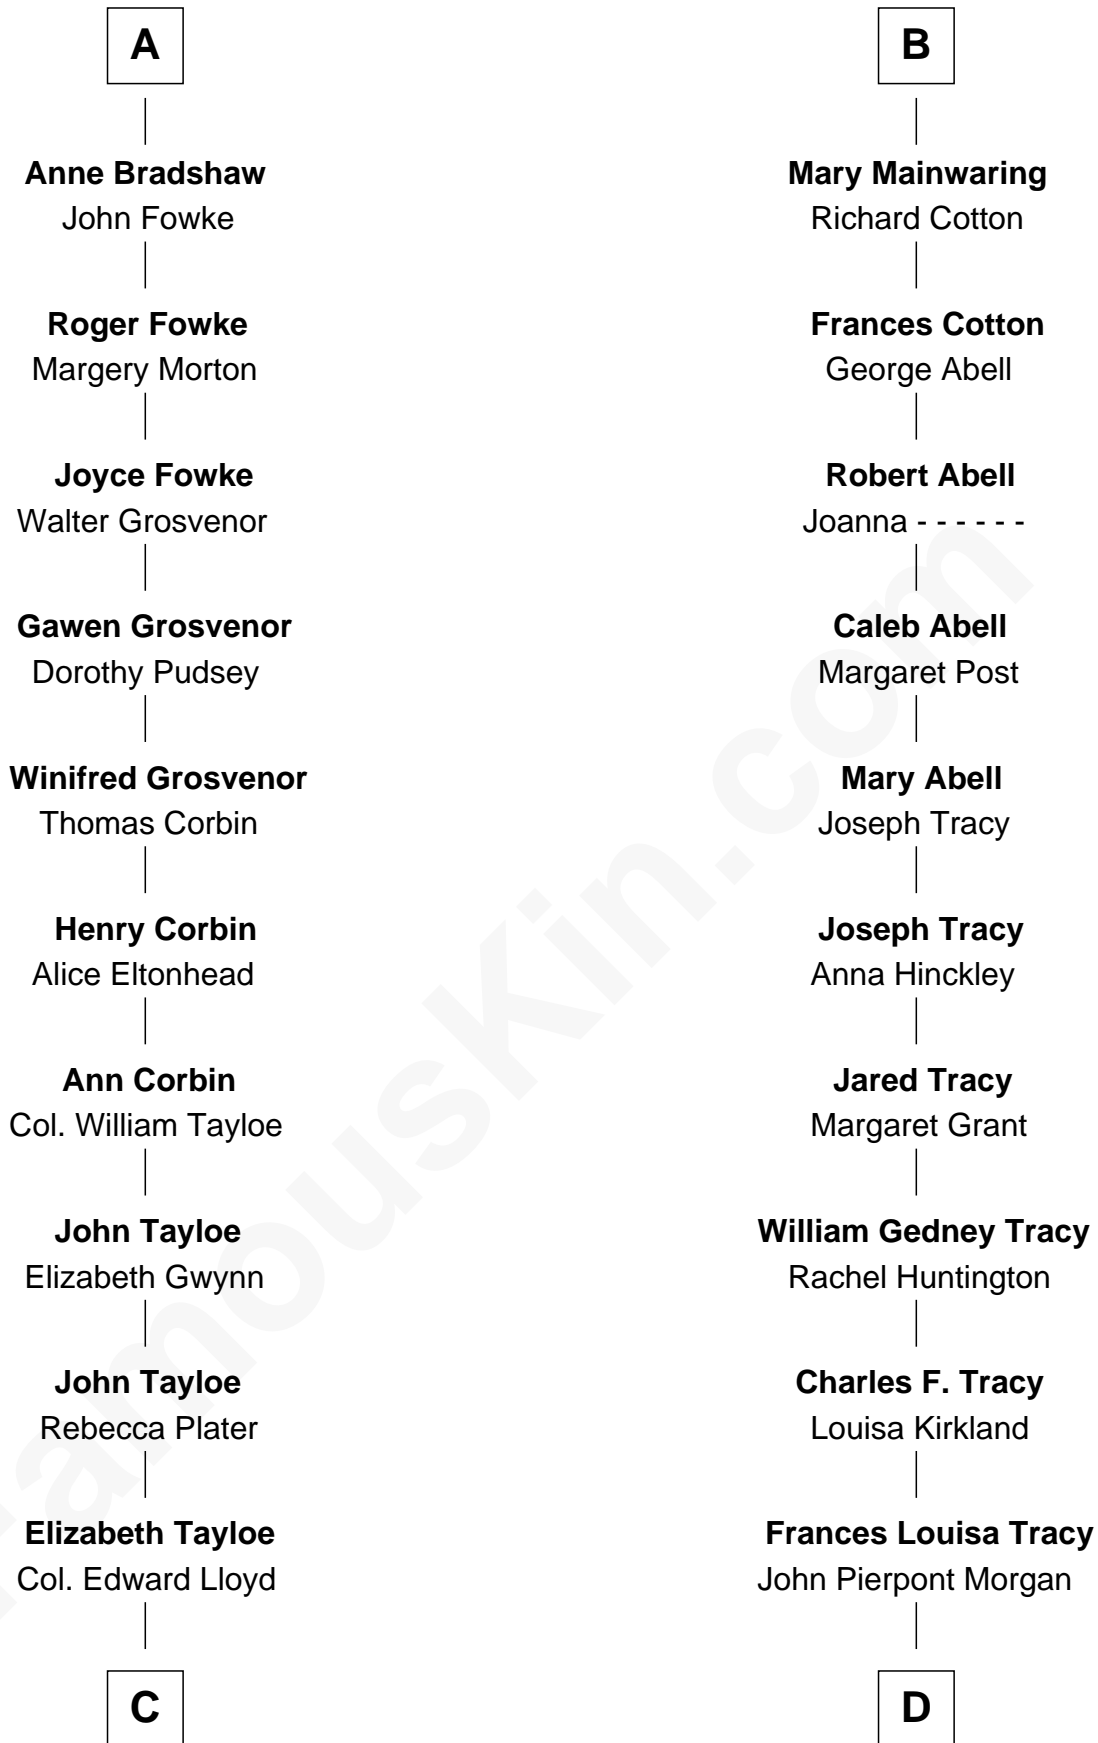 A
Anne Bradshaw
John Fowke
Roger Fowke
Margery Morton
Joyce Fowke
Walter Grosvenor
Gawen Grosvenor
Dorothy Pudsey
Winifred Grosvenor
Thomas Corbin
Henry Corbin
Alice Eltonhead
Ann Corbin
Col. William Tayloe
John Tayloe
Elizabeth Gwynn
John Tayloe
Rebecca Plater
Elizabeth Tayloe
Col. Edward Lloyd
C
B
Mary Mainwaring
Richard Cotton
Frances Cotton
George Abell
Robert Abell
Joanna - - - - - -
Caleb Abell
Margaret Post
Mary Abell
Joseph Tracy
Joseph Tracy
Anna Hinckley
Jared Tracy
Margaret Grant
William Gedney Tracy
Rachel Huntington
Charles F. Tracy
Louisa Kirkland
Frances Louisa Tracy
John Pierpont Morgan
D
FamousKin.com